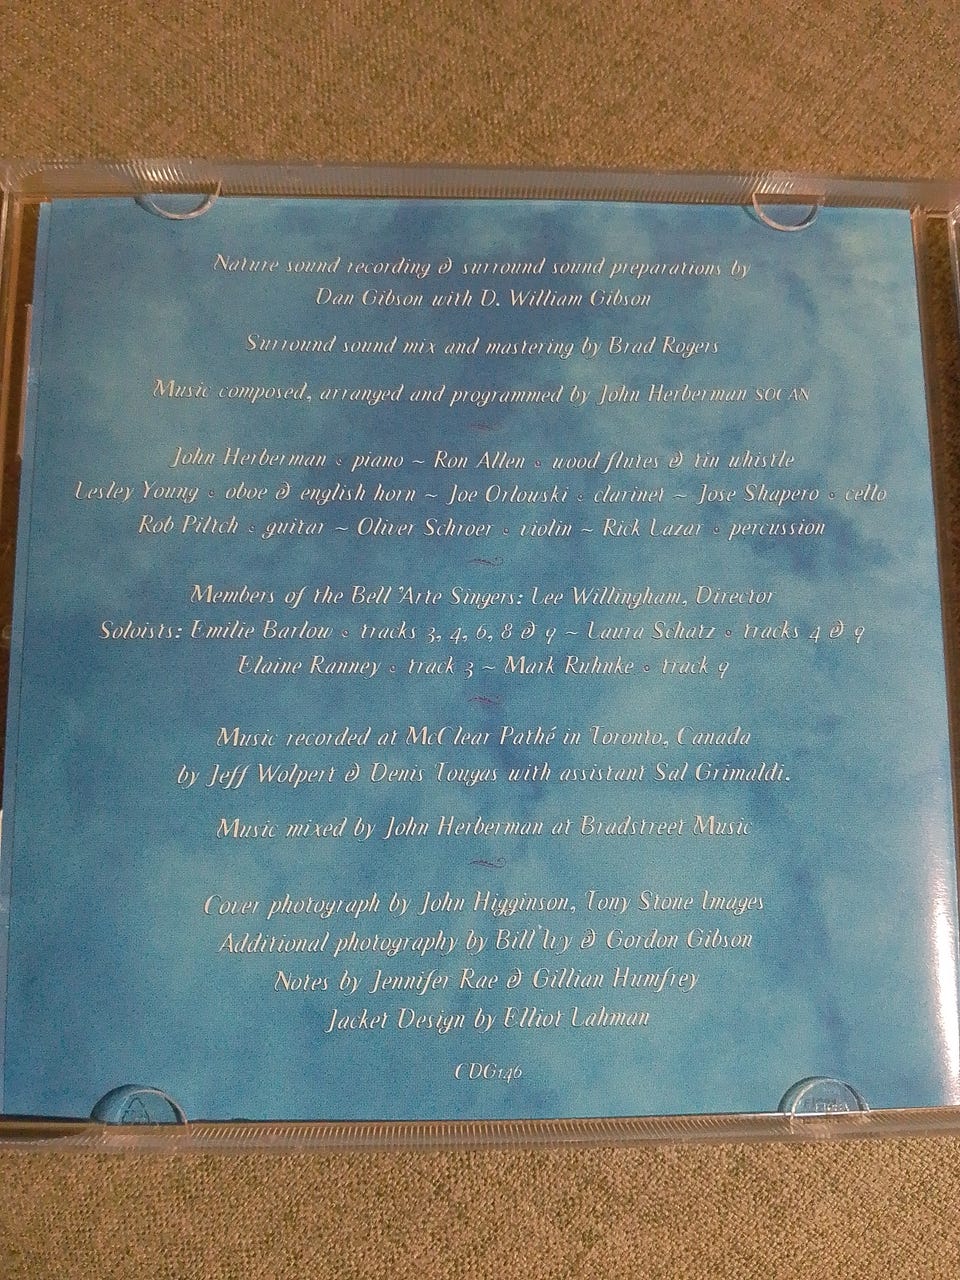 Nature sound recording & surround sound preparations by
Dan Gibson with D. William Gibson
Surround sound mix and mastering by Brad Rogers
Music composed, arranged and programmed by John Herberman SOCAN
John Herberman ◦ piano ~ Ron Allen ◦ wood flutes & tin whistle
Lesley Young ◦ oboe & english horn ~ Joe Orlowski ◦ clarinet ~ Jose Shapero ◦ cello
Rob Piltch ◦ guitar ~ Oliver Schroer ◦ violin ~ Rick Lazar ◦ percussion
Members of the Bell 'Arte Singers: Lee Willingham, Director
Soloists: Emilie Barlow ◦ tracks 3, 4, 6, 8 & 9 ~ Laura Schatz ◦ tracks 4 & 9
Elaine Ranney ◦ track 3 ~ Mark Ruhnke ◦ track 9
Music recorded at McClear Pathé in Toronto, Canada
by Jeff Wolpert & Denis Tougas with assistant Sal Grimaldi.
Music mixed by John Herberman at Bradstreet Music
Cover photograph by John Higginson, Tony Stone Images
Additional photography by Bill Ivy & Gordon Gibson
Notes by Jennifer Rae & Gillian Humfrey
Jacket Design by Elliot Lahman
CDG146